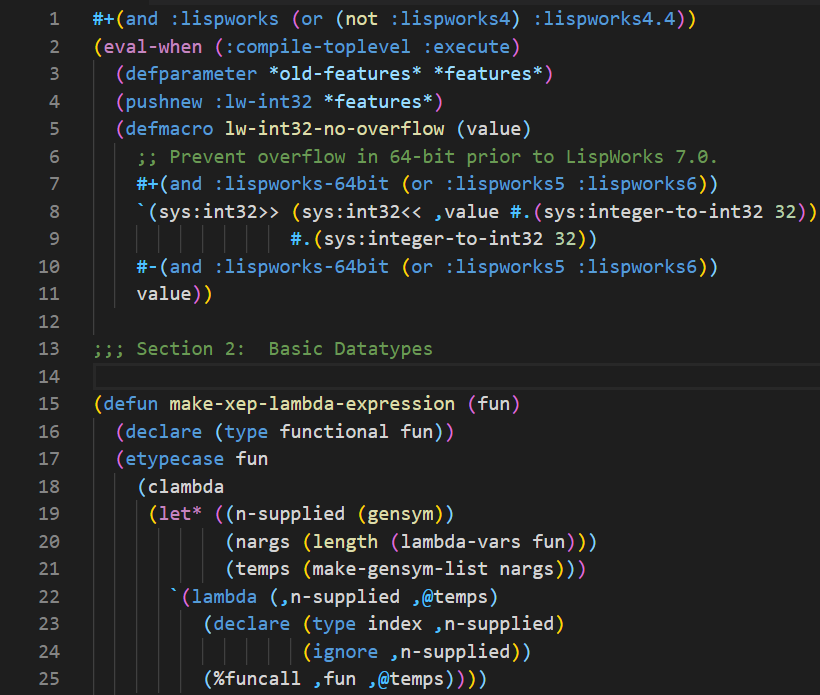 1 #+(and :lispworks (or (not :lispworks4) :lispworks4.4))
2 (eval-when (:compile-toplevel :execute)
3   (defparameter *old-features* *features*)
4   (pushnew :lw-int32 *features*)
5   (defmacro lw-int32-no-overflow (value)
6     ;; Prevent overflow in 64-bit prior to LispWorks 7.0.
7     #+(and :lispworks-64bit (or :lispworks5 :lispworks6))
8     `(sys:int32>> (sys:int32<< ,value #.(sys:integer-to-int32 32))
9                   #.(sys:integer-to-int32 32))
10     #-(and :lispworks-64bit (or :lispworks5 :lispworks6))
11     value))
12
13 ;;; Section 2:  Basic Datatypes
14
15 (defun make-xep-lambda-expression (fun)
16   (declare (type functional fun))
17   (etypecase fun
18     (clambda
19      (let* ((n-supplied (gensym))
20             (nargs (length (lambda-vars fun)))
21             (temps (make-gensym-list nargs)))
22        `(lambda (,n-supplied ,@temps)
23           (declare (type index ,n-supplied)
24                    (ignore ,n-supplied))
25           (%funcall ,fun ,@temps))))